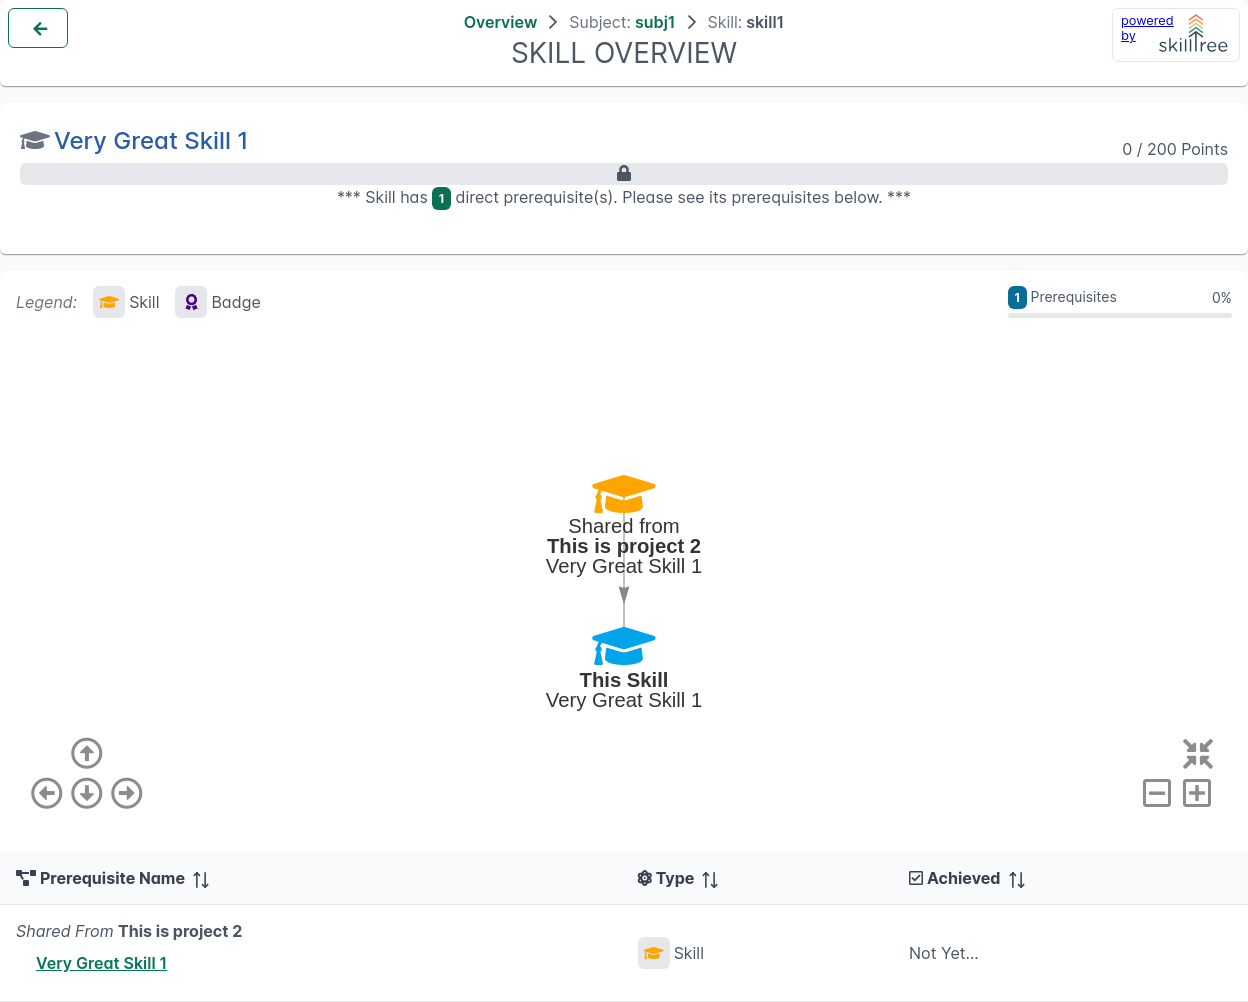 Overview > Subject: subj1 > Skill: skill1
SKILL OVERVIEW
powered
by
skilltree
Very Great Skill 1
0 / 200 Points
*** Skill has 1 direct prerequisite(s). Please see its prerequisites below. ***
Legend: Skill Badge
1 Prerequisites 0%
Shared from
This is project 2
Very Great Skill 1
This Skill
Very Great Skill 1
Prerequisite Name Type Achieved
Shared From This is project 2
Very Great Skill 1
Skill
Not Yet...